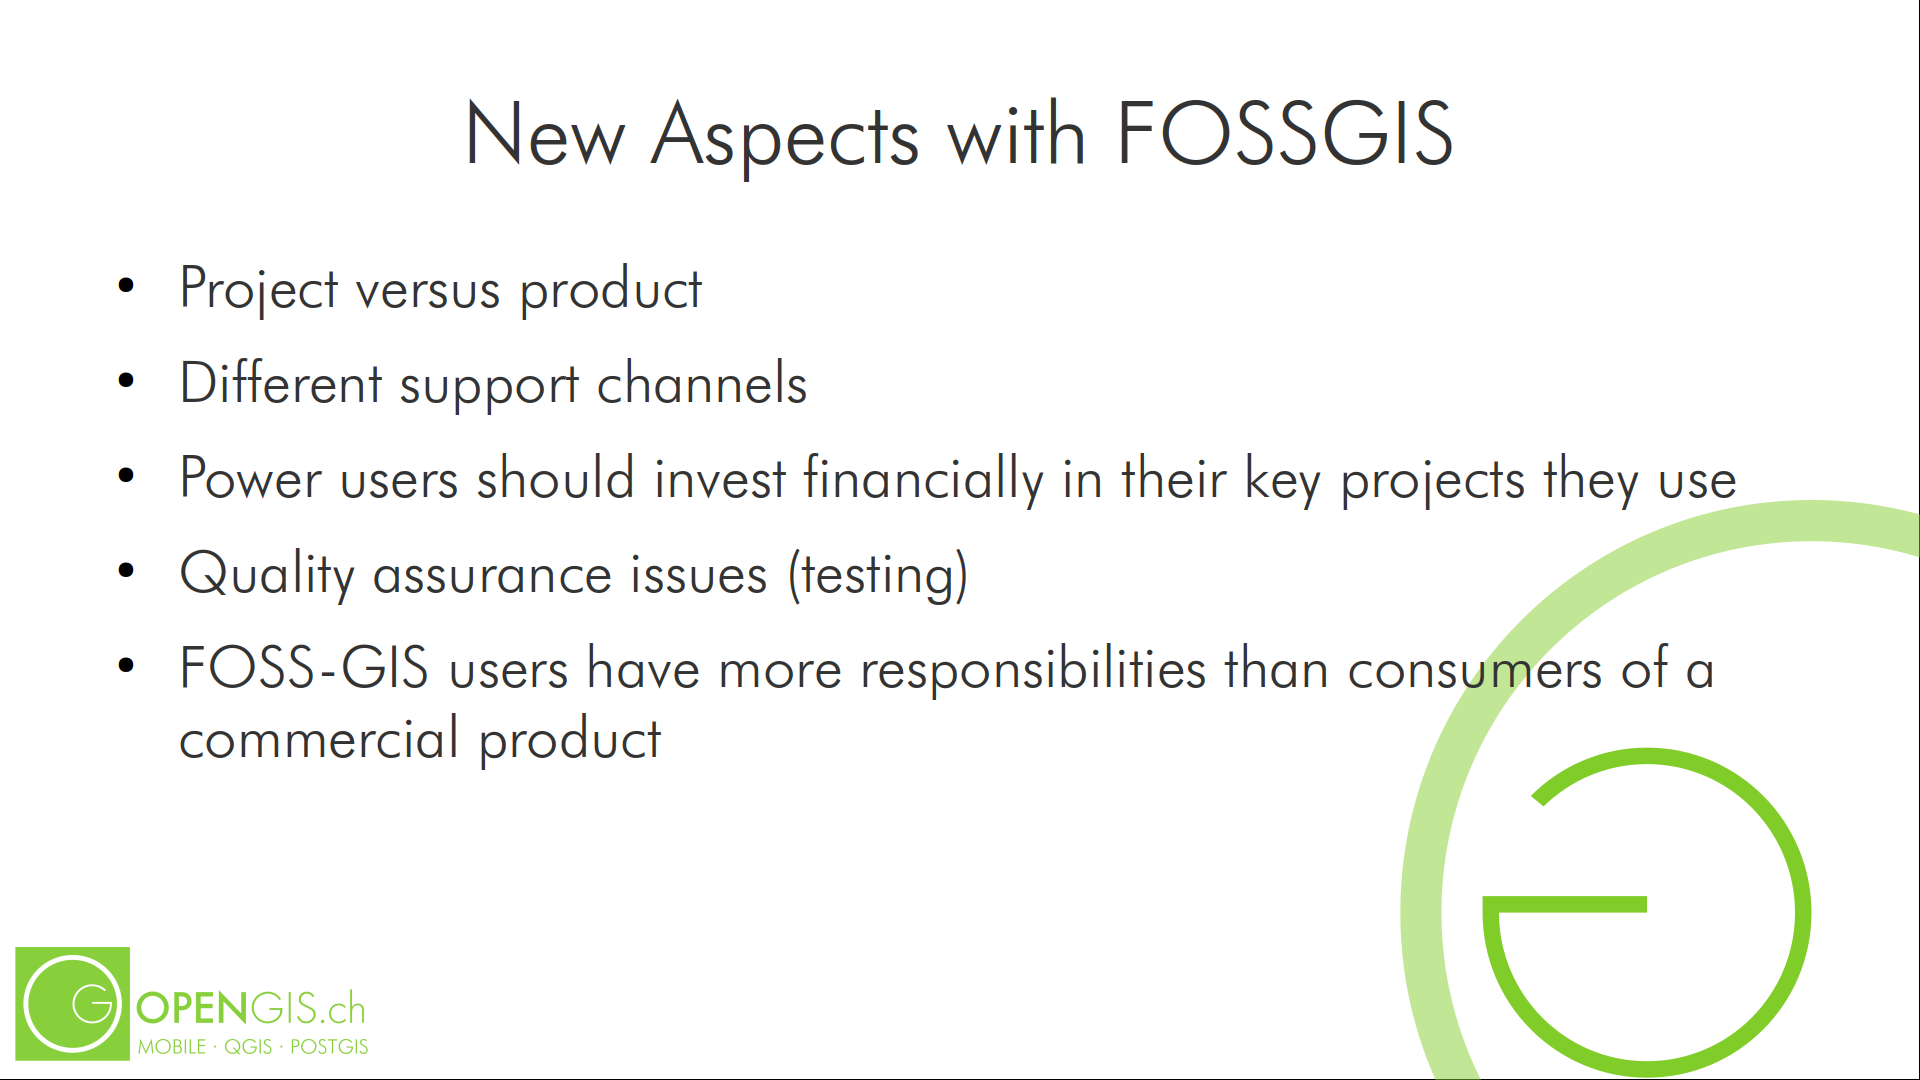 New Aspects with FOSSGIS
• Project versus product
• Different support channels
• Power users should invest financially in their key projects they use
• Quality assurance issues (testing)
• FOSS-GIS users have more responsibilities than consumers of a
commercial product
OPENGIS.ch
MOBILE · QGIS · POSTGIS